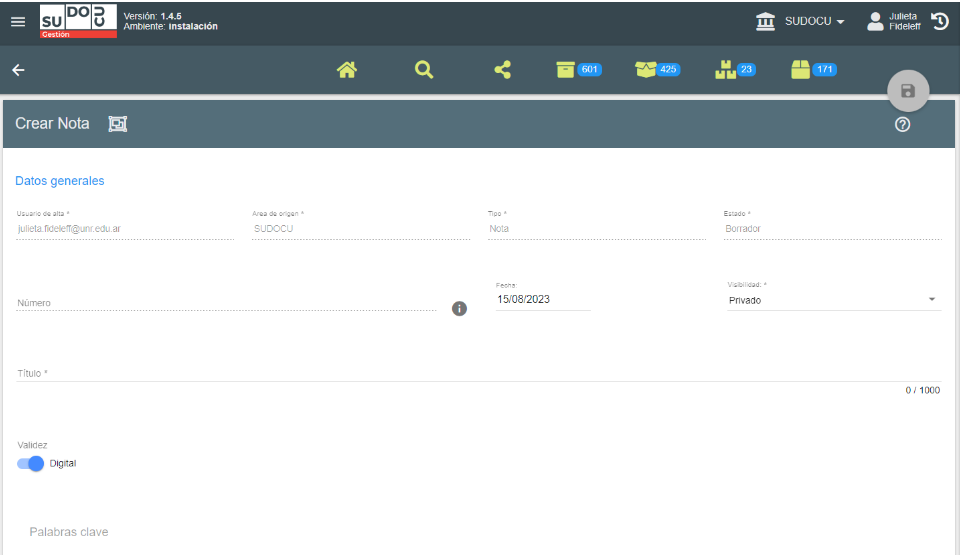 SU DO CU
Gestión
Versión: 1.4.5
Ambiente: instalación
SUDOCU
Julieta
Fideleff
601
425
23
171
Crear Nota
Datos generales
Usuario de alta *
julieta.fideleff@unr.edu.ar
Area de origen *
SUDOCU
Tipo *
Nota
Estado *
Borrador
Número
Fecha:
15/08/2023
Visibilidad: *
Privado
Título *
0 / 1000
Validez
Digital
Palabras clave